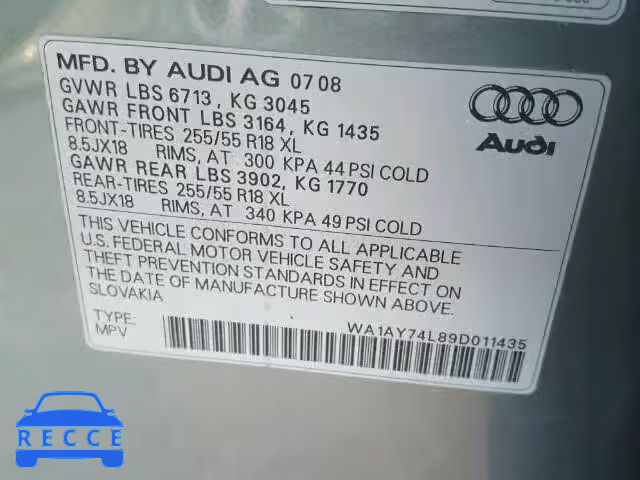 MFD. BY AUDI AG 07 08
GVWR LBS 6713, KG 3045
GAWR FRONT LBS 3164, KG 1435
FRONT-TIRES 255/55 R18 XL
8.5JX18 RIMS, AT 300 KPA 44 PSI COLD
GAWR REAR LBS 3902, KG 1770
REAR-TIRES 255/55 R18 XL
8.5JX18 RIMS, AT 340 KPA 49 PSI COLD
Audi
THIS VEHICLE CONFORMS TO ALL APPLICABLE
U.S. FEDERAL MOTOR VEHICLE SAFETY AND
THEFT PREVENTION STANDARDS IN EFFECT ON
THE DATE OF MANUFACTURE SHOWN ABOVE.
SLOVAKIA
TYPE:
MPV
WA1AY74L89D011435
RECCE